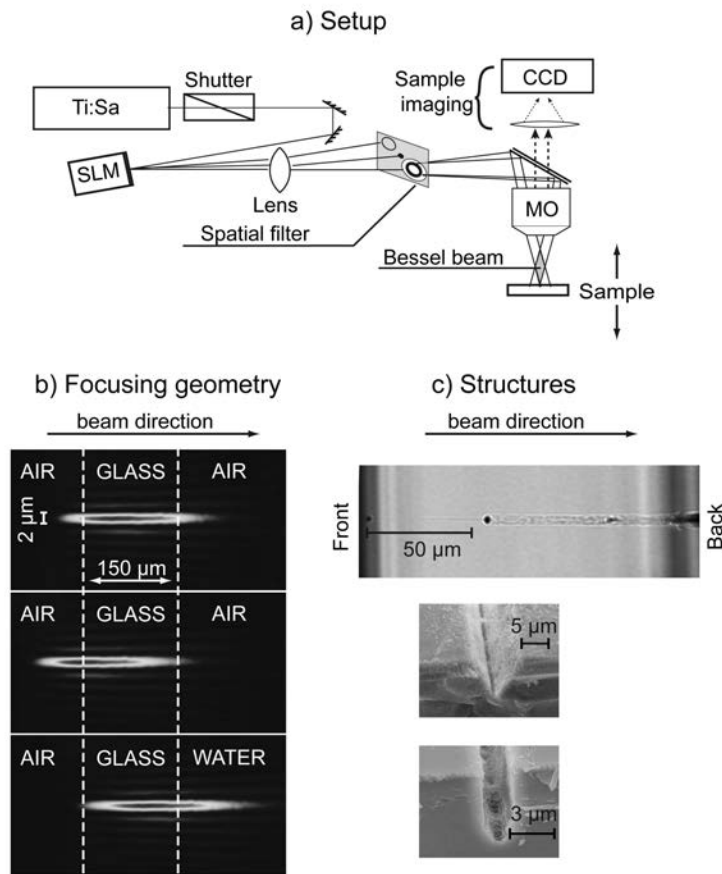 a) Setup
Ti:Sa
Shutter
Sample
imaging
CCD
SLM
Lens
MO
Spatial filter
Bessel beam
Sample
b) Focusing geometry
beam direction
AIR GLASS AIR
2 µm
150 µm
AIR GLASS AIR
AIR GLASS WATER
c) Structures
beam direction
Front
50 µm
Back
5 µm
3 µm